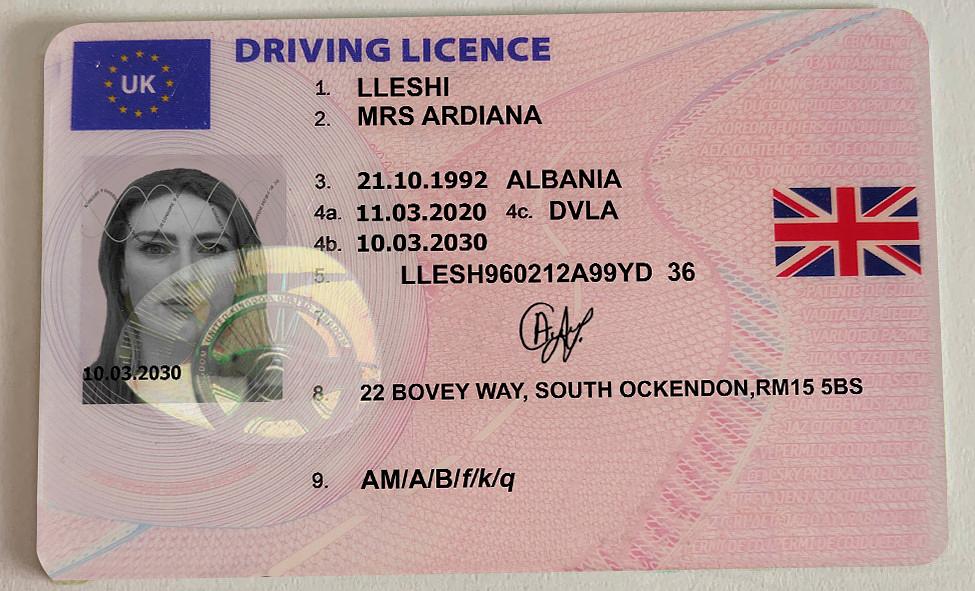 UK
DRIVING LICENCE
1. LLESHI
2. MRS ARDIANA
3. 21.10.1992 ALBANIA
4a. 11.03.2020 4c. DVLA
4b. 10.03.2030
5. LLESH960212A99YD 36
7.
10.03.2030
8. 22 BOVEY WAY, SOUTH OCKENDON,RM15 5BS
9. AM/A/B/f/k/q